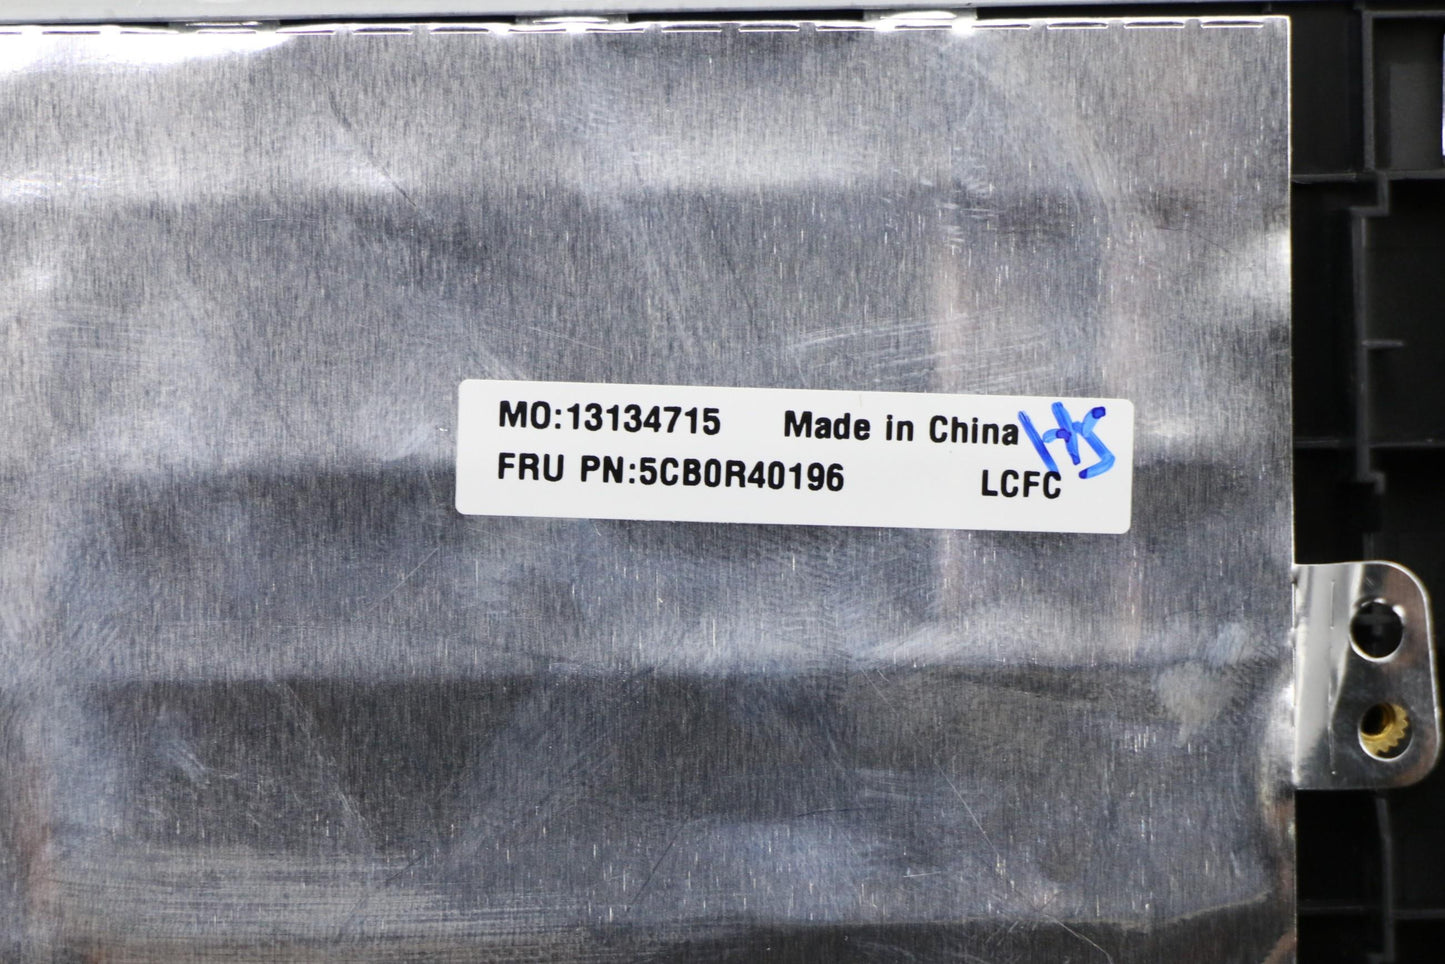 MO:13134715 Made in China
FRU PN:5CB0R40196 LCFC